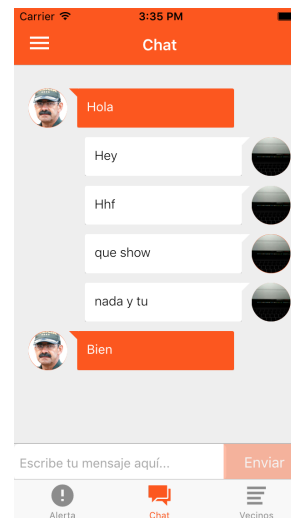 Carrier 3:35 PM
Chat
Hola
Hey
Hhf
que show
nada y tu
Bien
Escribe tu mensaje aquí... Enviar
Alerta Chat Vecinos